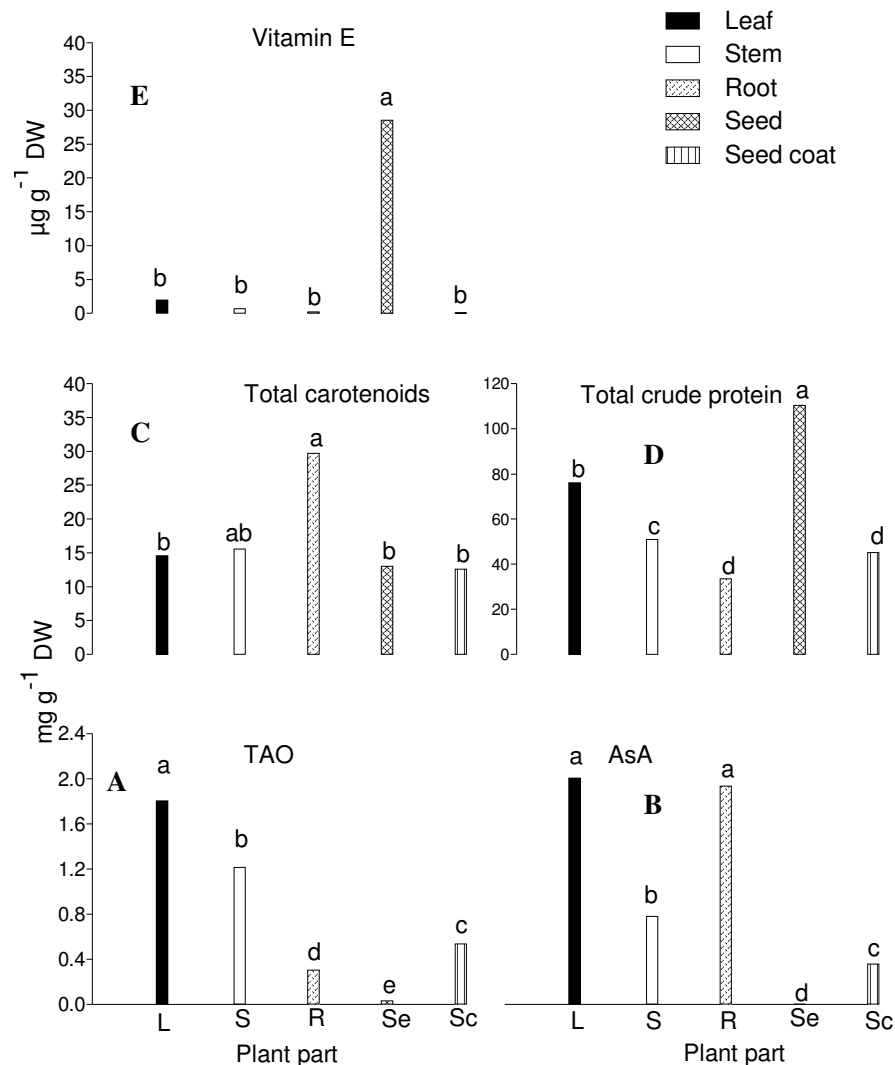 Leaf
Stem
Root
Seed
Seed coat
Vitamin E
E
µg g-1 DW
40
35
30
25
20
15
10
5
0
b
b
b
a
b
Total carotenoids
C
40
35
30
25
20
15
10
5
0
b
ab
a
b
b
Total crude protein
D
120
100
80
60
40
20
0
b
c
d
a
d
mg g-1 DW
TAO
A
2.4
2.0
1.6
1.2
0.8
0.4
0.0
a
b
d
e
c
L S R Se Sc
Plant part
AsA
B
a
b
a
d
c
L S R Se Sc
Plant part